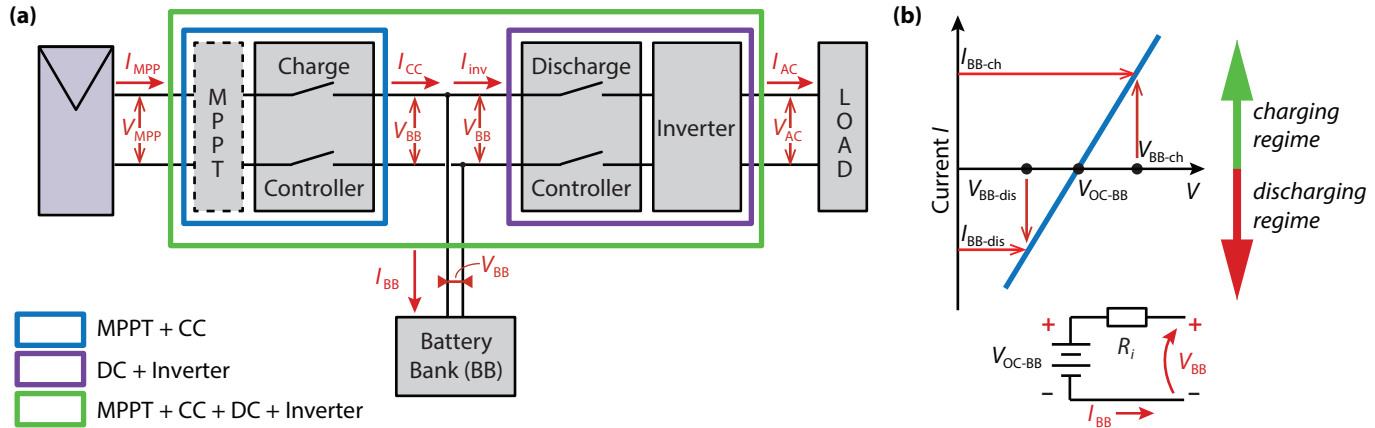 (a)
I_MPP
V_MPP
M
P
P
T
Charge
Controller
I_CC
V_BB
I_inv
V_BB
Discharge
Controller
Inverter
I_AC
V_AC
L
O
A
D
I_BB
V_BB
Battery
Bank (BB)
MPPT + CC
DC + Inverter
MPPT + CC + DC + Inverter
(b)
Current I
I_BB-ch
V_BB-ch
V_BB-dis
V_OC-BB
V
I_BB-dis
charging
regime
discharging
regime
+
+
R_i
V_OC-BB
V_BB
–
–
I_BB